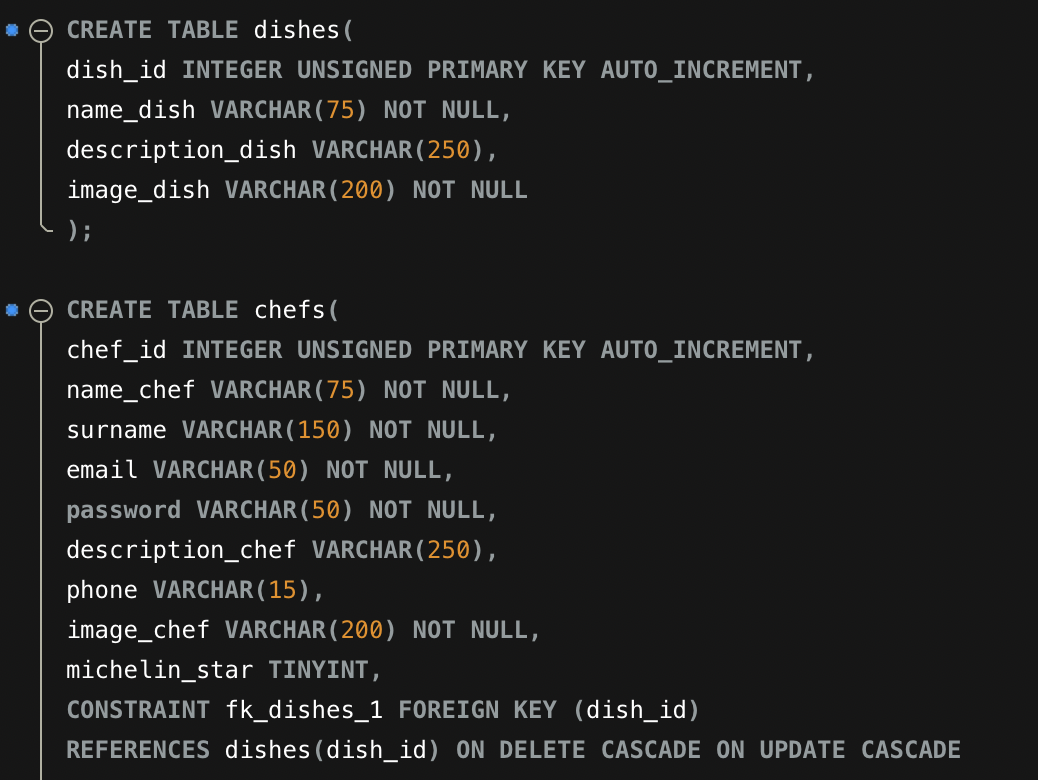 CREATE TABLE dishes(
dish_id INTEGER UNSIGNED PRIMARY KEY AUTO_INCREMENT,
name_dish VARCHAR(75) NOT NULL,
description_dish VARCHAR(250),
image_dish VARCHAR(200) NOT NULL
);
CREATE TABLE chefs(
chef_id INTEGER UNSIGNED PRIMARY KEY AUTO_INCREMENT,
name_chef VARCHAR(75) NOT NULL,
surname VARCHAR(150) NOT NULL,
email VARCHAR(50) NOT NULL,
password VARCHAR(50) NOT NULL,
description_chef VARCHAR(250),
phone VARCHAR(15),
image_chef VARCHAR(200) NOT NULL,
michelin_star TINYINT,
CONSTRAINT fk_dishes_1 FOREIGN KEY (dish_id)
REFERENCES dishes(dish_id) ON DELETE CASCADE ON UPDATE CASCADE